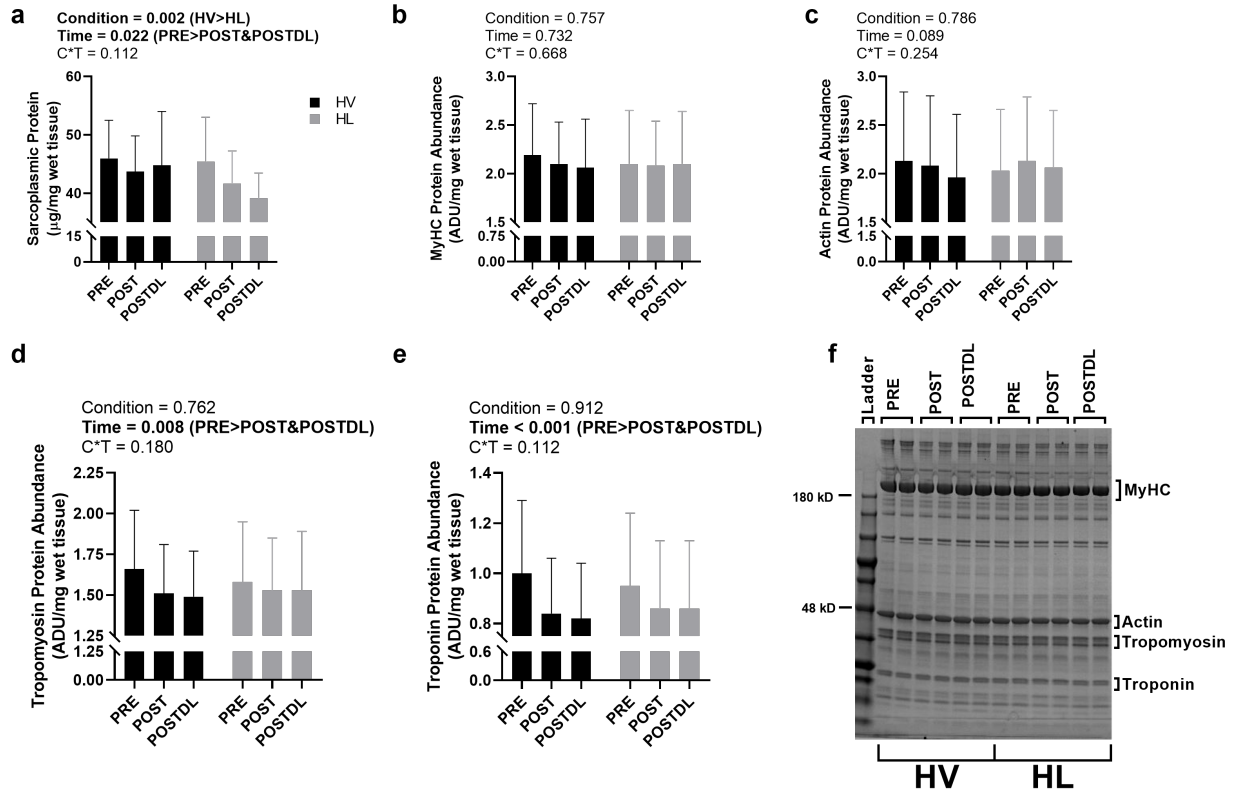 a
Condition = 0.002 (HV>HL)
Time = 0.022 (PRE>POST&POSTDL)
C*T = 0.112
Sarcoplasmic Protein
(µg/mg wet tissue)
60
50
40
15
0
PRE
POST
POSTDL
PRE
POST
POSTDL
HV
HL
b
Condition = 0.757
Time = 0.732
C*T = 0.668
MyHC Protein Abundance
(ADU/mg wet tissue)
3.0
2.5
2.0
1.5
0.75
0.00
PRE
POST
POSTDL
PRE
POST
POSTDL
c
Condition = 0.786
Time = 0.089
C*T = 0.254
Actin Protein Abundance
(ADU/mg wet tissue)
3.0
2.5
2.0
1.5
1.5
0.0
PRE
POST
POSTDL
PRE
POST
POSTDL
d
Condition = 0.762
Time = 0.008 (PRE>POST&POSTDL)
C*T = 0.180
Tropomyosin Protein Abundance
(ADU/mg wet tissue)
2.25
2.00
1.75
1.50
1.25
1.25
0.00
PRE
POST
POSTDL
PRE
POST
POSTDL
e
Condition = 0.912
Time < 0.001 (PRE>POST&POSTDL)
C*T = 0.112
Troponin Protein Abundance
(ADU/mg wet tissue)
1.4
1.2
1.0
0.8
0.6
0.0
PRE
POST
POSTDL
PRE
POST
POSTDL
f
Ladder
PRE
POST
POSTDL
PRE
POST
POSTDL
180 kD
48 kD
MyHC
Actin
Tropomyosin
Troponin
HV
HL